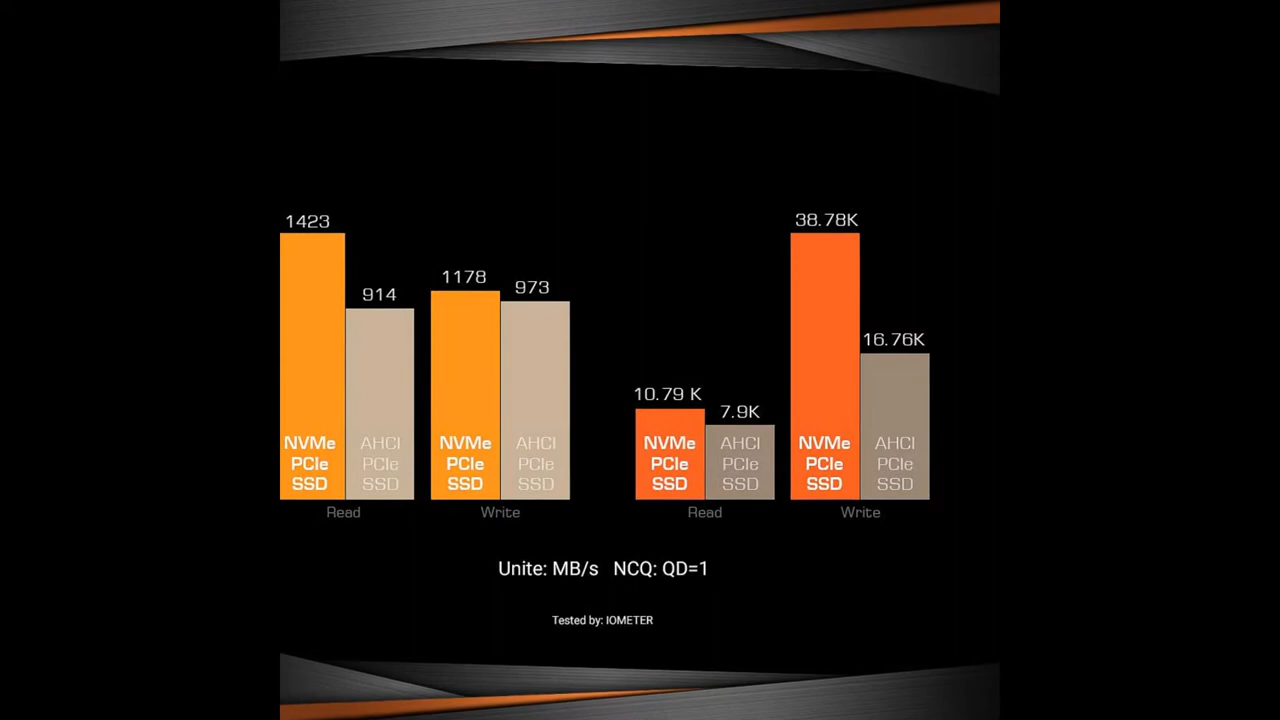 1423
914
1178
973
NVMe
PCIe
SSD
AHCI
PCIe
SSD
NVMe
PCIe
SSD
AHCI
PCIe
SSD
Read
Write
10.79 K
7.9K
38.78K
16.76K
NVMe
PCIe
SSD
AHCI
PCIe
SSD
NVMe
PCIe
SSD
AHCI
PCIe
SSD
Read
Write
Unite: MB/s NCQ: QD=1
Tested by: IOMETER